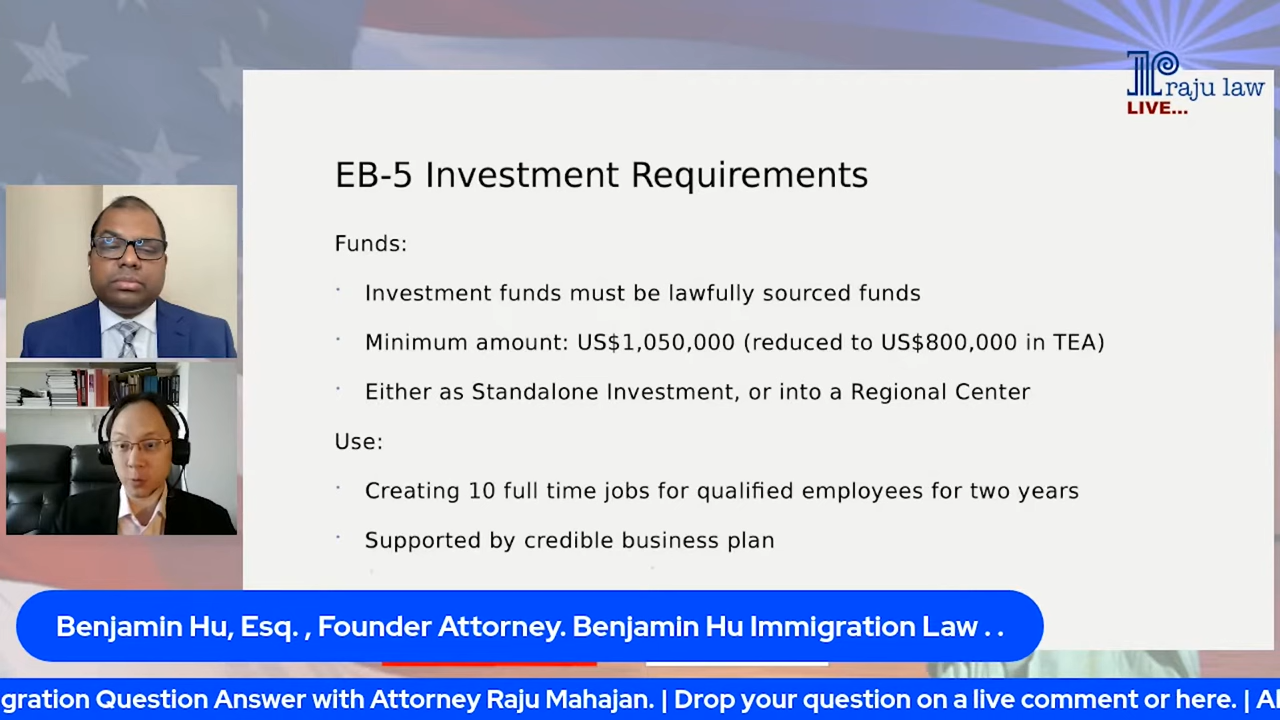 raju law
LIVE...
EB-5 Investment Requirements
Funds:
Investment funds must be lawfully sourced funds
Minimum amount: US$1,050,000 (reduced to US$800,000 in TEA)
Either as Standalone Investment, or into a Regional Center
Use:
Creating 10 full time jobs for qualified employees for two years
Supported by credible business plan
Benjamin Hu, Esq. , Founder Attorney. Benjamin Hu Immigration Law . .
gration Question Answer with Attorney Raju Mahajan. | Drop your question on a live comment or here. | A